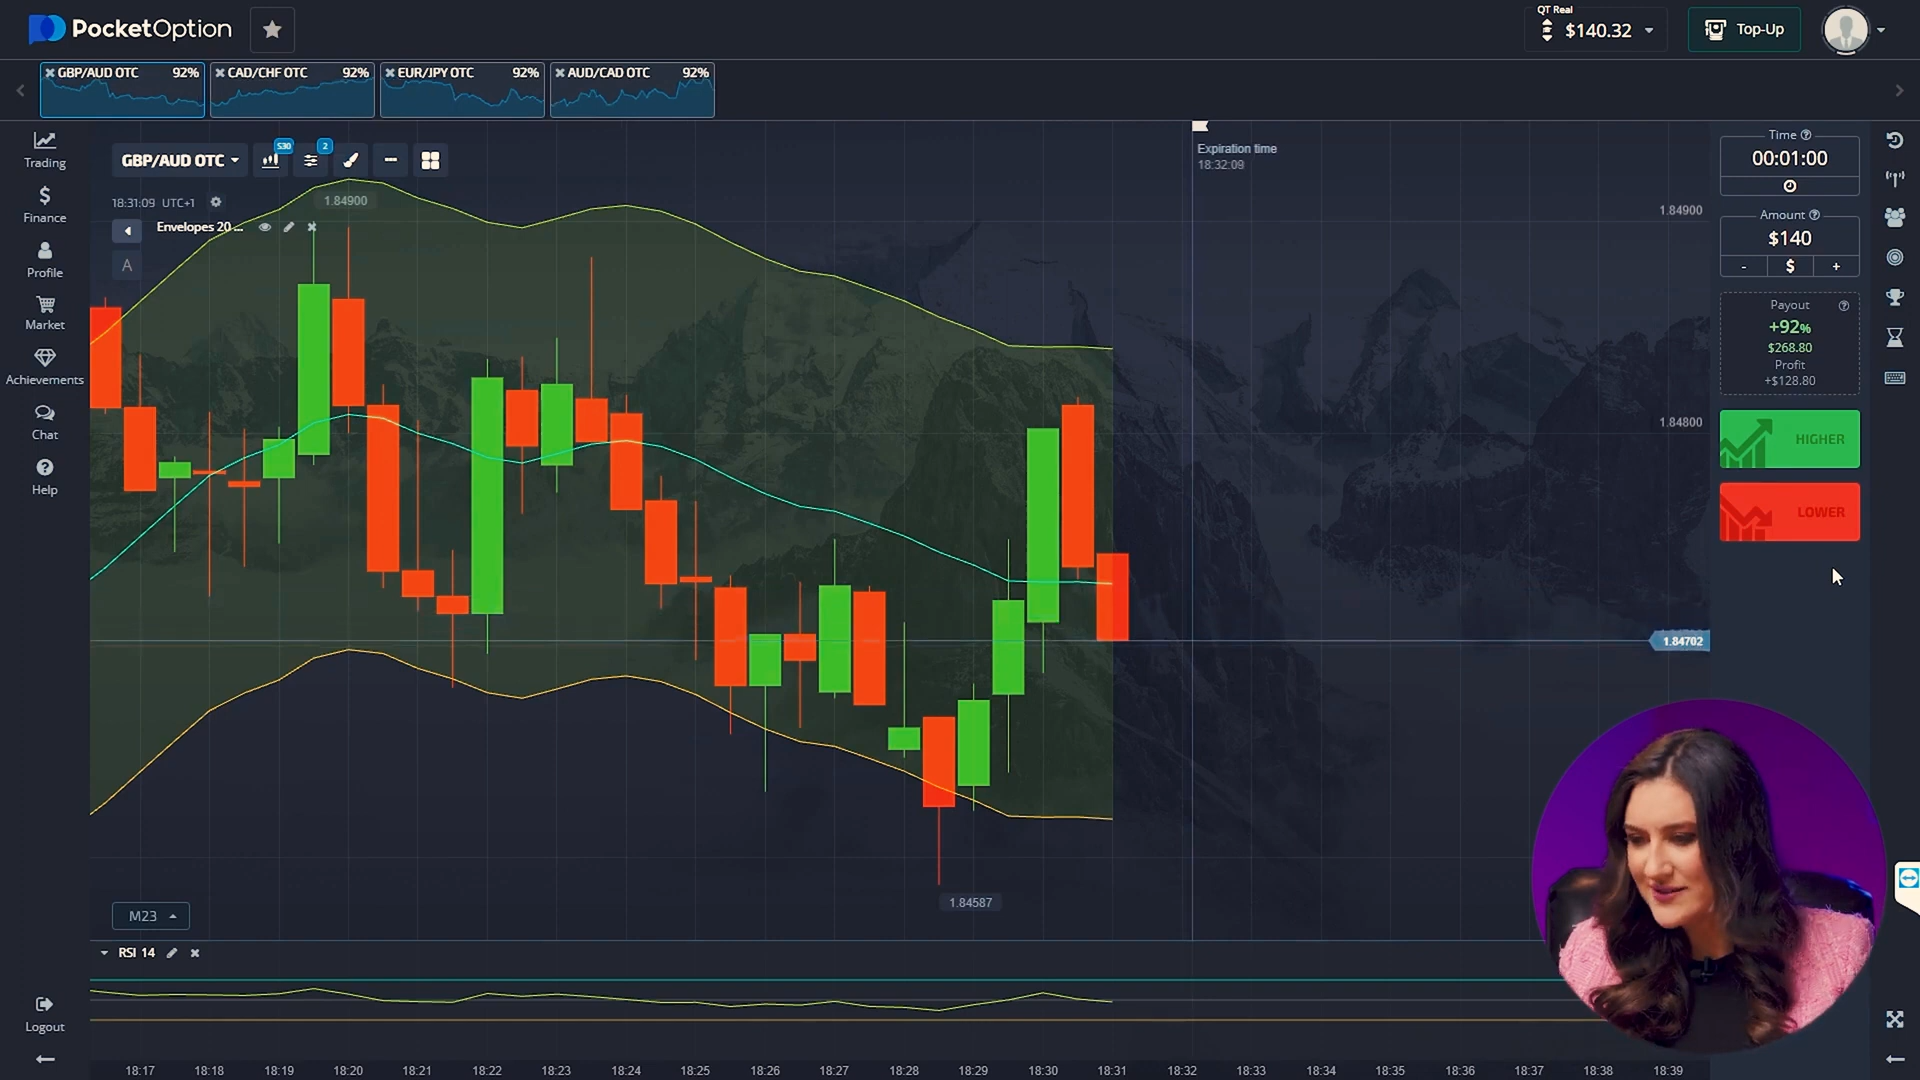 PocketOption
QT Real
$140.32
Top-Up
GBP/AUD OTC 92%
CAD/CHF OTC 92%
EUR/JPY OTC 92%
AUD/CAD OTC 92%
Trading
Finance
Profile
Market
Achievements
Chat
Help
Logout
GBP/AUD OTC
S30
2
18:31:09 UTC+1
Envelopes 20 ...
A
1.84900
Expiration time
18:32:09
1.84900
1.84800
1.84702
1.84587
M23
RSI 14
18:17 18:18 18:19 18:20 18:21 18:22 18:23 18:24 18:25 18:26 18:27 18:28 18:29 18:30 18:31 18:32 18:33 18:34 18:35 18:36 18:37 18:38 18:39
Time
00:01:00
Amount
$140
- $ +
Payout
+92%
$268.80
Profit
+$128.80
HIGHER
LOWER